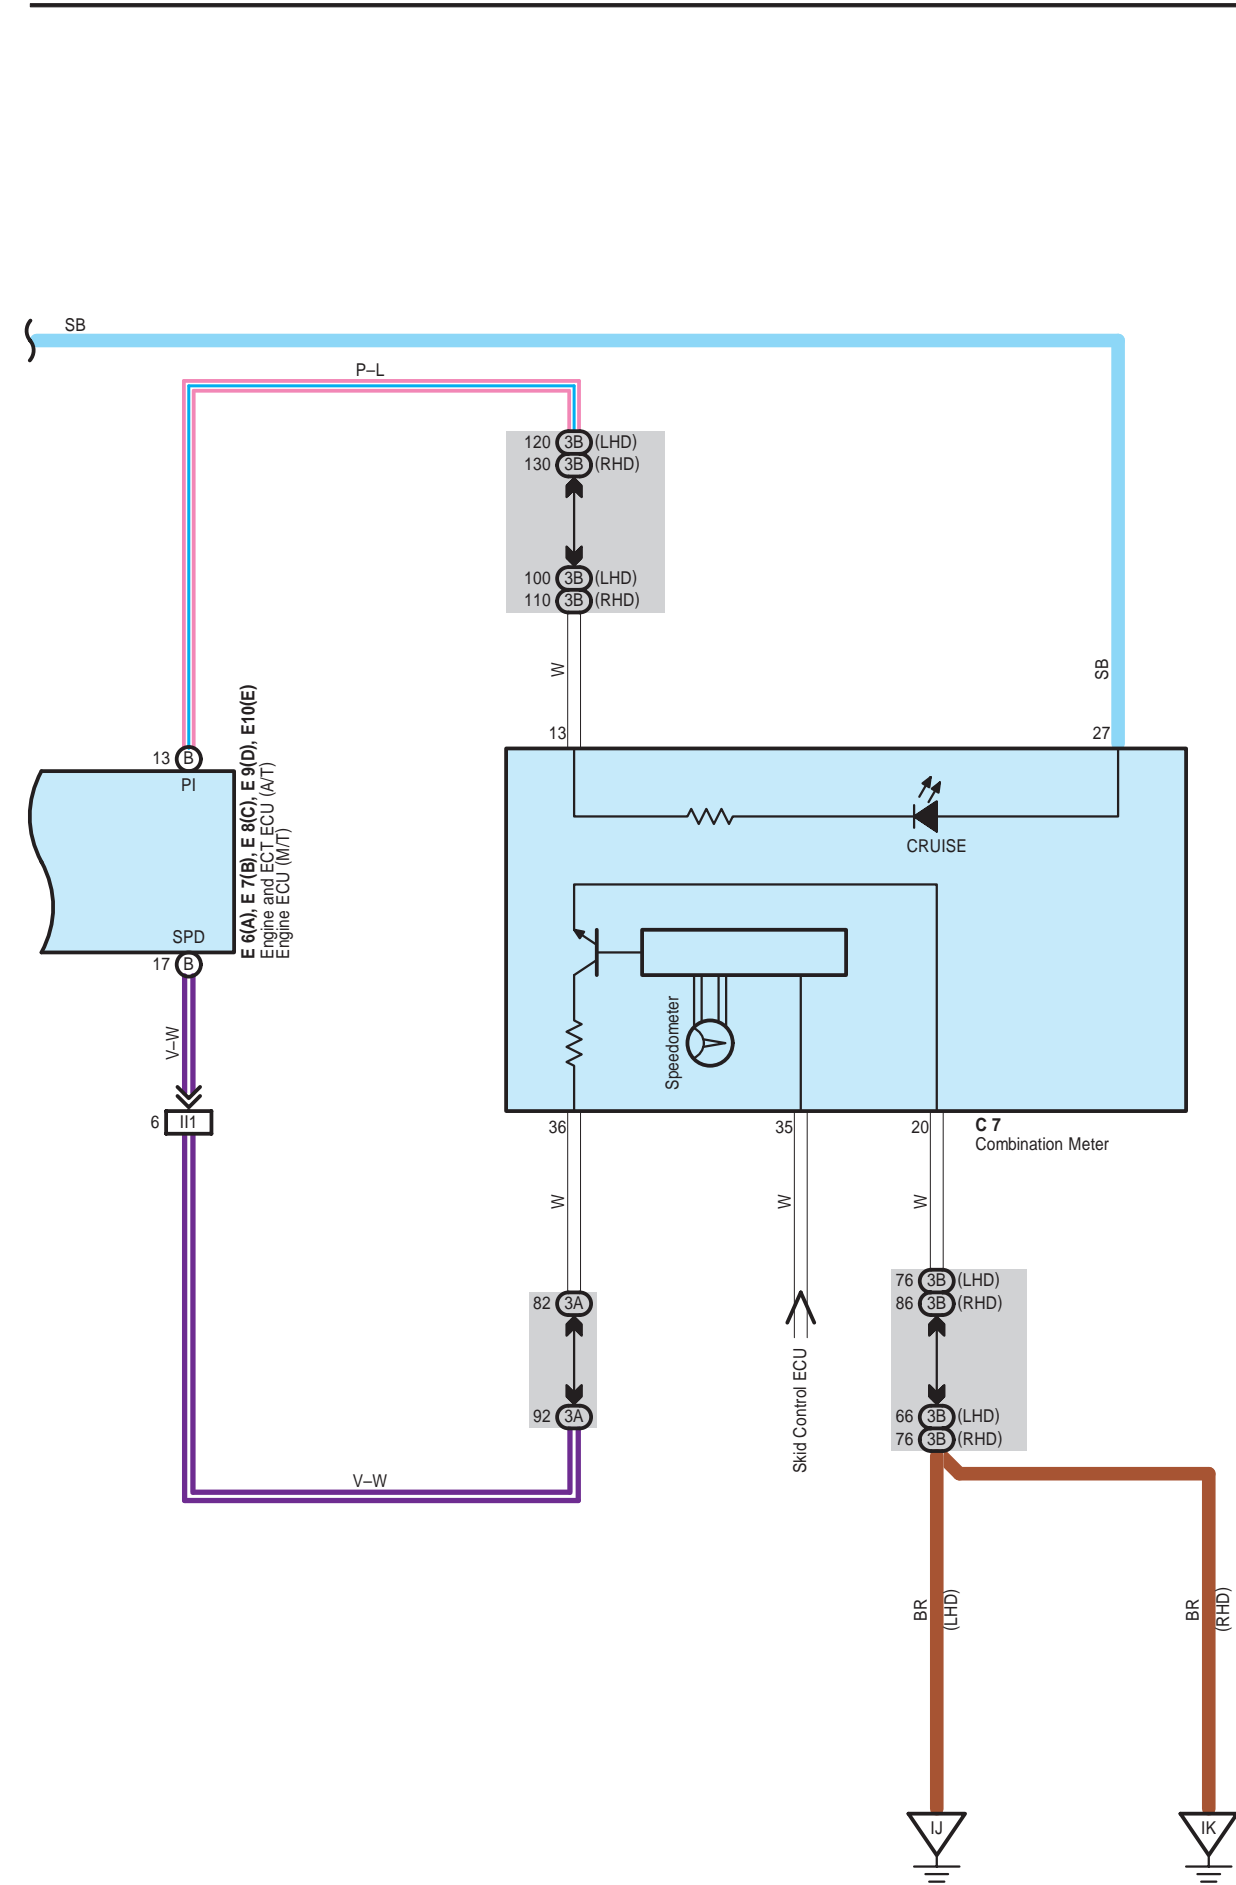 SB
P–L
120 3B (LHD)
130 3B (RHD)
100 3B (LHD)
110 3B (RHD)
W
SB
13
27
13 B
PI
E 6(A), E 7(B), E 8(C), E 9(D), E10(E)
Engine and ECT ECU (A/T)
Engine ECU (M/T)
CRUISE
SPD
17 B
Speedometer
V–W
6 II1
36
35
20
C 7
Combination Meter
W
W
W
76 3B (LHD)
86 3B (RHD)
82 3A
Skid Control ECU
92 3A
66 3B (LHD)
76 3B (RHD)
V–W
BR
(LHD)
BR
(RHD)
IJ
IK